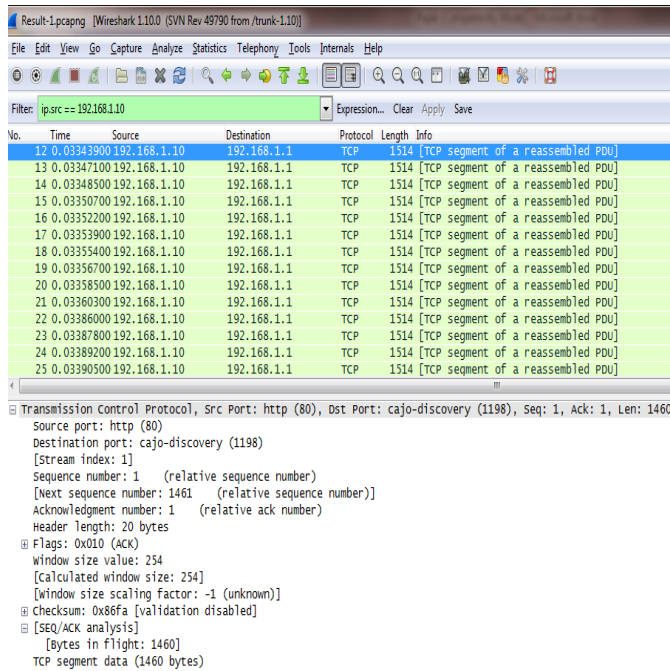 Result-1.pcapng [Wireshark 1.10.0 (SVN Rev 49790 from /trunk-1.10)]
File Edit View Go Capture Analyze Statistics Telephony Tools Internals Help
Filter: ip.src == 192.168.1.10 Expression... Clear Apply Save
No. Time Source Destination Protocol Length Info
12 0.03343900 192.168.1.10 192.168.1.1 TCP 1514 [TCP segment of a reassembled PDU]
13 0.03347100 192.168.1.10 192.168.1.1 TCP 1514 [TCP segment of a reassembled PDU]
14 0.03348500 192.168.1.10 192.168.1.1 TCP 1514 [TCP segment of a reassembled PDU]
15 0.03350700 192.168.1.10 192.168.1.1 TCP 1514 [TCP segment of a reassembled PDU]
16 0.03352200 192.168.1.10 192.168.1.1 TCP 1514 [TCP segment of a reassembled PDU]
17 0.03353900 192.168.1.10 192.168.1.1 TCP 1514 [TCP segment of a reassembled PDU]
18 0.03355400 192.168.1.10 192.168.1.1 TCP 1514 [TCP segment of a reassembled PDU]
19 0.03356700 192.168.1.10 192.168.1.1 TCP 1514 [TCP segment of a reassembled PDU]
20 0.03358500 192.168.1.10 192.168.1.1 TCP 1514 [TCP segment of a reassembled PDU]
21 0.03360300 192.168.1.10 192.168.1.1 TCP 1514 [TCP segment of a reassembled PDU]
22 0.03386000 192.168.1.10 192.168.1.1 TCP 1514 [TCP segment of a reassembled PDU]
23 0.03387800 192.168.1.10 192.168.1.1 TCP 1514 [TCP segment of a reassembled PDU]
24 0.03389200 192.168.1.10 192.168.1.1 TCP 1514 [TCP segment of a reassembled PDU]
25 0.03390500 192.168.1.10 192.168.1.1 TCP 1514 [TCP segment of a reassembled PDU]
Transmission Control Protocol, Src Port: http (80), Dst Port: cajo-discovery (1198), Seq: 1, Ack: 1, Len: 1460
Source port: http (80)
Destination port: cajo-discovery (1198)
[Stream index: 1]
Sequence number: 1 (relative sequence number)
[Next sequence number: 1461 (relative sequence number)]
Acknowledgment number: 1 (relative ack number)
Header length: 20 bytes
Flags: 0x010 (ACK)
Window size value: 254
[Calculated window size: 254]
[Window size scaling factor: -1 (unknown)]
Checksum: 0x86fa [validation disabled]
[SEQ/ACK analysis]
[Bytes in flight: 1460]
TCP segment data (1460 bytes)